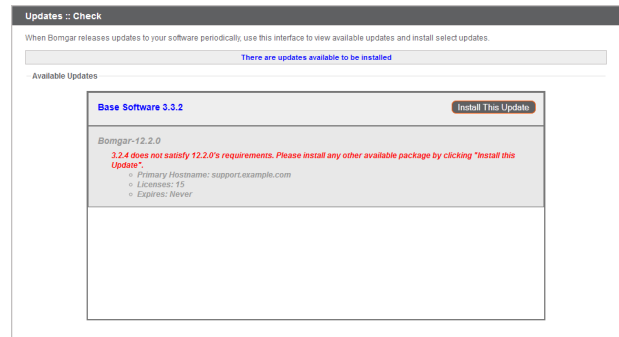 Updates :: Check
When Bomgar releases updates to your software periodically, use this interface to view available updates and install select updates.
There are updates available to be installed
Available Updates
Base Software 3.3.2
Install This Update
Bomgar-12.2.0
3.2.4 does not satisfy 12.2.0's requirements. Please install any other available package by clicking "Install this
Update".
Primary Hostname: support.example.com
Licenses: 15
Expires: Never